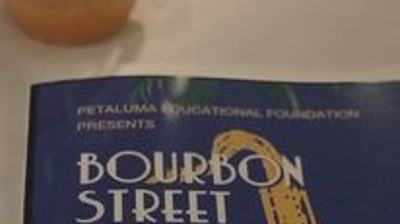 PETALUMA EDUCATIONAL FOUNDATION
PRESENTS
BOURBON
STREET